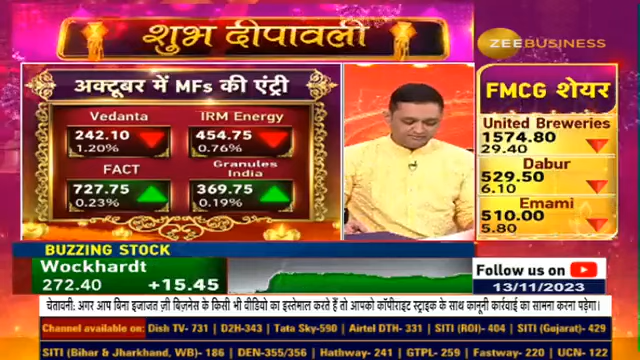 शुभ दीपावली
ZEE BUSINESS
अक्टूबर में MFs की एंट्री
Vedanta
242.10
1.20%
IRM Energy
454.75
0.76%
FACT
727.75
0.23%
Granules India
369.75
0.19%
FMCG शेयर
United Breweries
1574.80
29.40
Dabur
529.50
6.10
Emami
510.00
5.80
BUZZING STOCK
Wockhardt
272.40 +15.45
Follow us on
13/11/2023
चेतावनी: अगर आप बिना इजाजत ज़ी बिज़नेस के किसी भी वीडियो का इस्तेमाल करते हैं तो आपको कॉपीराइट स्ट्राइक के साथ कानूनी कार्रवाई का सामना करना पड़ेगा।
Channel available on: Dish TV- 731 | D2H-343 | Tata Sky-590 | Airtel DTH- 331 | SITI (ROI) - 404 | SITI (Gujarat)- 429
SITI (Bihar & Jharkhand, WB)- 186 | DEN-355/356 | Hathway- 241 | GTPL- 259 | Fastway- 220 | UCN- 122